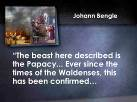 Johann Bengle
"The beast here described is
the Papacy... Ever since the
times of the Waldenses, this
has been confirmed...